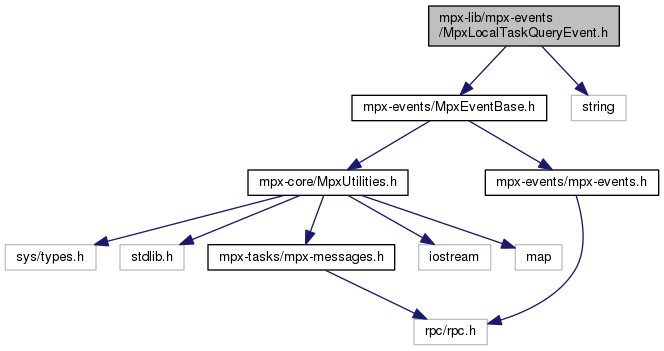 mpx-lib/mpx-events
/MpxLocalTaskQueryEvent.h
mpx-events/MpxEventBase.h
string
mpx-core/MpxUtilities.h
mpx-events/mpx-events.h
sys/types.h
stdlib.h
mpx-tasks/mpx-messages.h
iostream
map
rpc/rpc.h